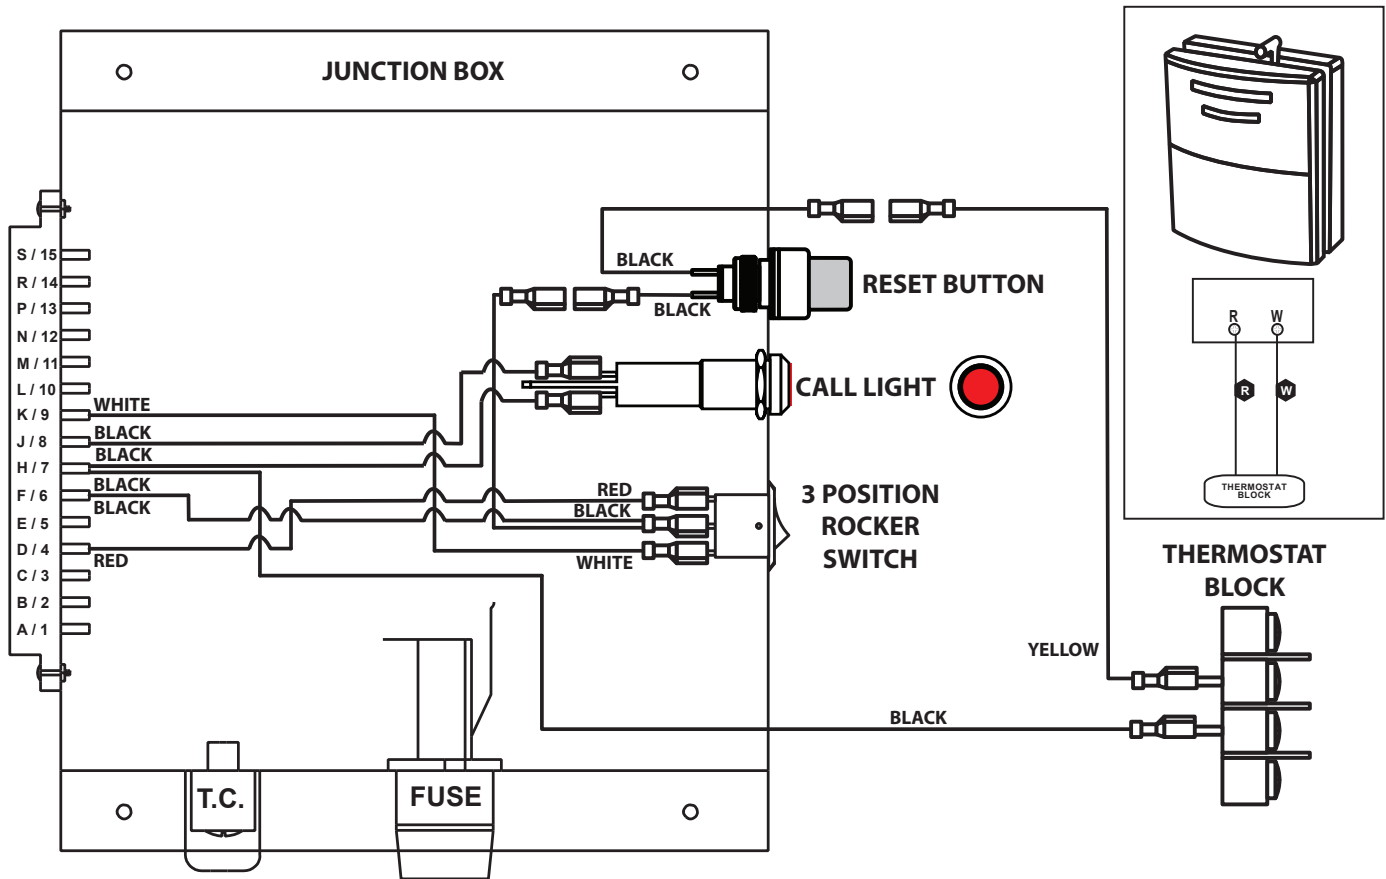 JUNCTION BOX
S / 15
R / 14
P / 13
N / 12
M / 11
L / 10
K / 9
J / 8
H / 7
F / 6
E / 5
D / 4
C / 3
B / 2
A / 1
WHITE
BLACK
BLACK
BLACK
BLACK
RED
BLACK
BLACK
RESET BUTTON
CALL LIGHT
RED
BLACK
WHITE
3 POSITION
ROCKER
SWITCH
T.C.
FUSE
YELLOW
BLACK
R W
R W
THERMOSTAT
BLOCK
THERMOSTAT
BLOCK